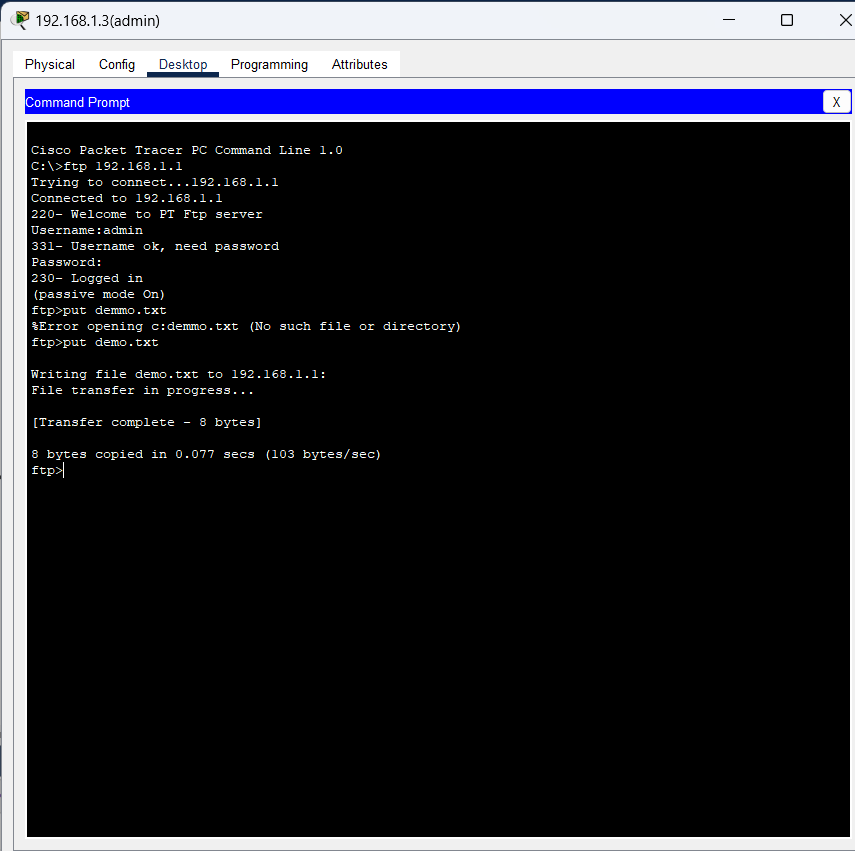 192.168.1.3(admin)
Physical Config Desktop Programming Attributes
Command Prompt
X
Cisco Packet Tracer PC Command Line 1.0
C:\>ftp 192.168.1.1
Trying to connect...192.168.1.1
Connected to 192.168.1.1
220- Welcome to PT Ftp server
Username:admin
331- Username ok, need password
Password:
230- Logged in
(passive mode On)
ftp>put demmo.txt
%Error opening c:demmo.txt (No such file or directory)
ftp>put demo.txt
Writing file demo.txt to 192.168.1.1:
File transfer in progress...
[Transfer complete - 8 bytes]
8 bytes copied in 0.077 secs (103 bytes/sec)
ftp>